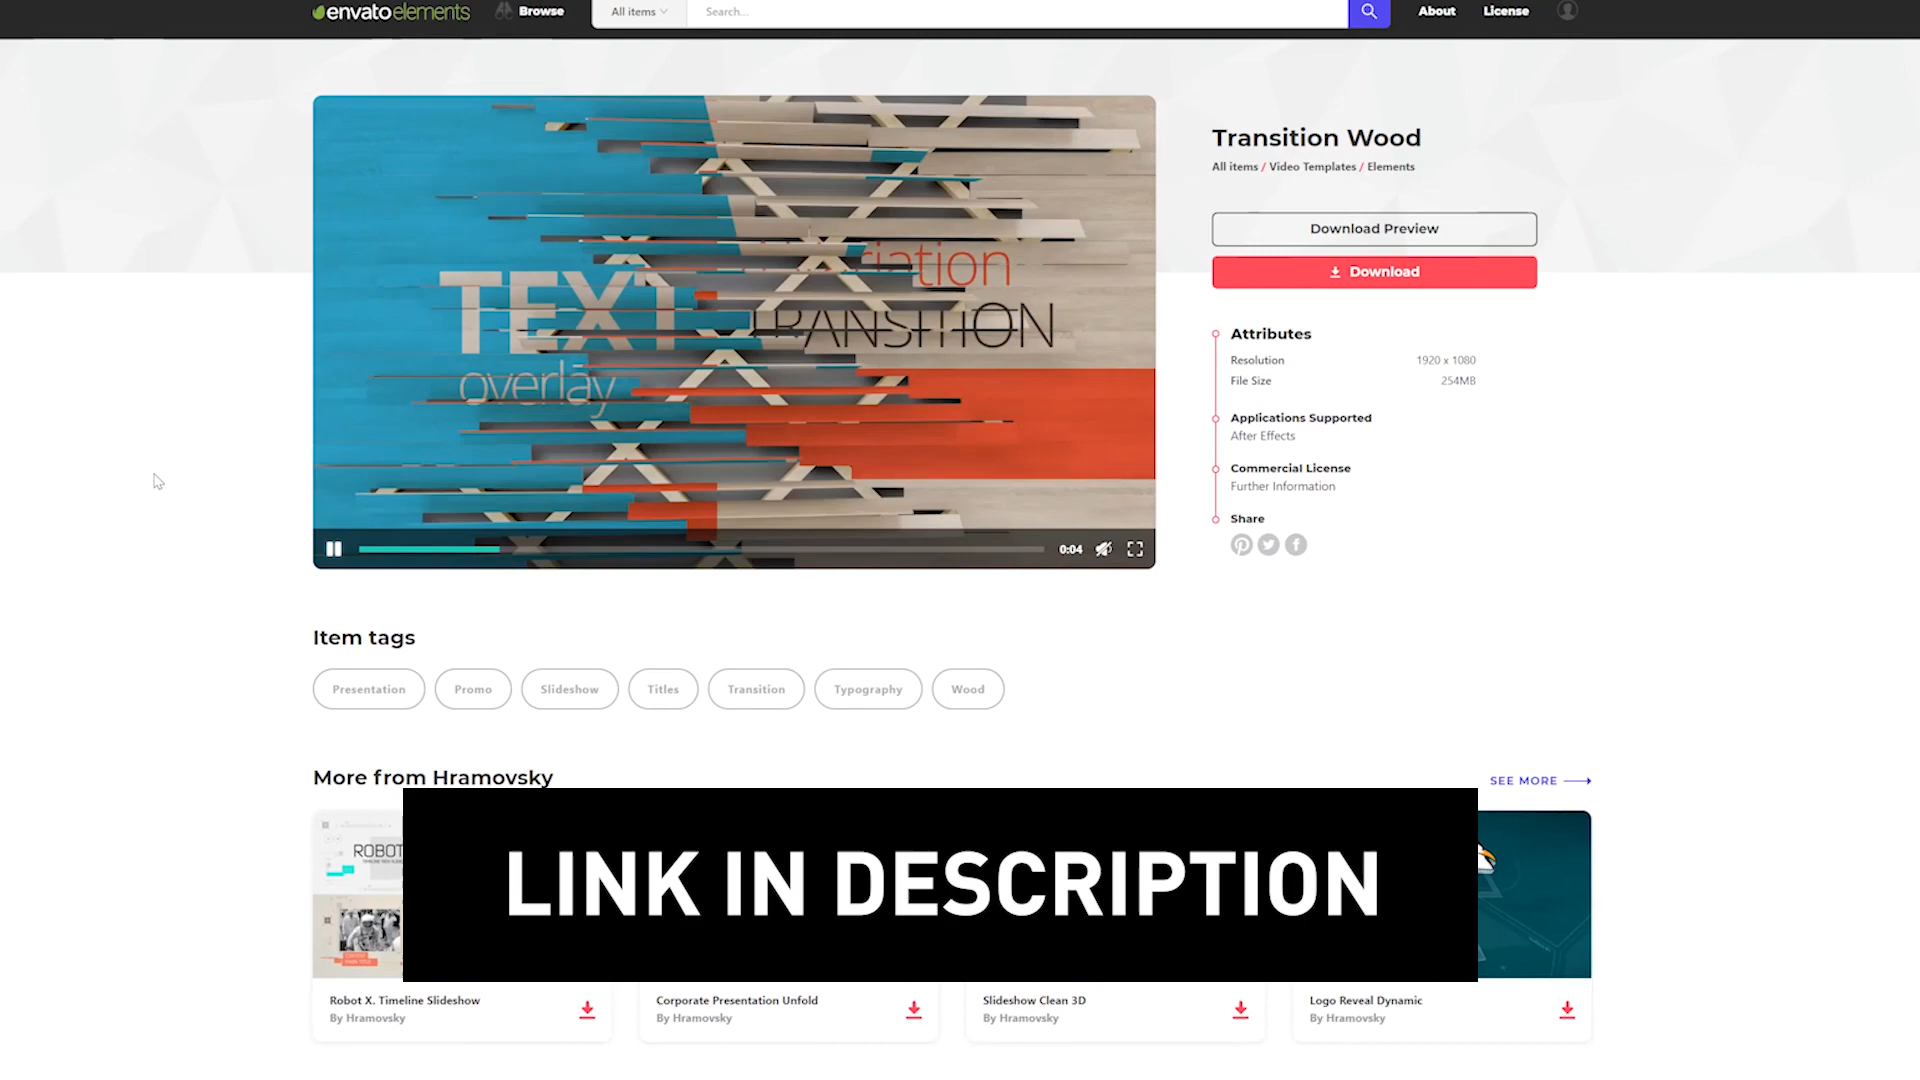 envatoelements
Browse
All items
Search...
About
License
TEXT
overlay
TRANSITION
0:04
Transition Wood
All items / Video Templates / Elements
Download Preview
Download
Attributes
Resolution 1920 x 1080
File Size 254MB
Applications Supported
After Effects
Commercial License
Further Information
Share
Item tags
Presentation
Promo
Slideshow
Titles
Transition
Typography
Wood
More from Hramovsky
SEE MORE
ROBOT
LINK IN DESCRIPTION
Robot X. Timeline Slideshow
By Hramovsky
Corporate Presentation Unfold
By Hramovsky
Slideshow Clean 3D
By Hramovsky
Logo Reveal Dynamic
By Hramovsky